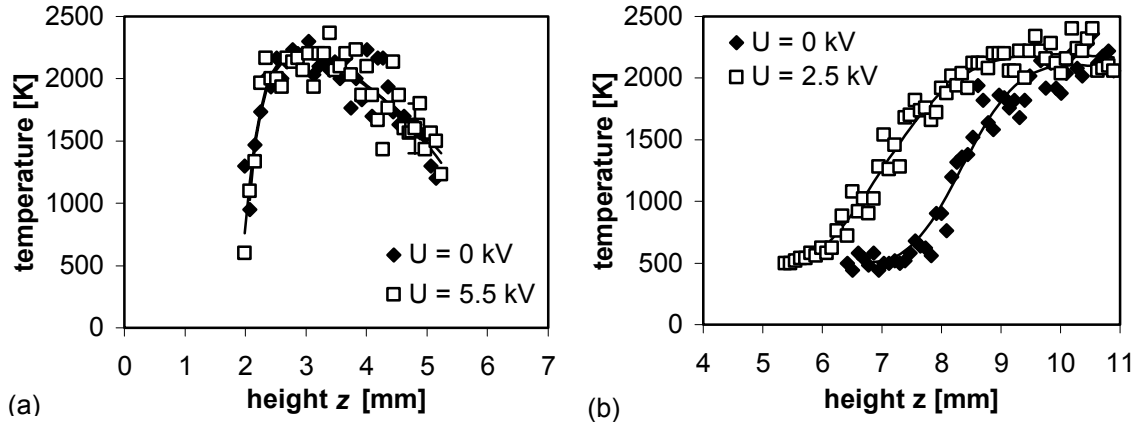 2500
2000
1500
1000
500
0
temperature [K]
U = 0 kV
U = 5.5 kV
0 1 2 3 4 5 6 7
height z [mm]
(a)
2500
2000
1500
1000
500
0
temperature [K]
U = 0 kV
U = 2.5 kV
4 5 6 7 8 9 10 11
height z [mm]
(b)